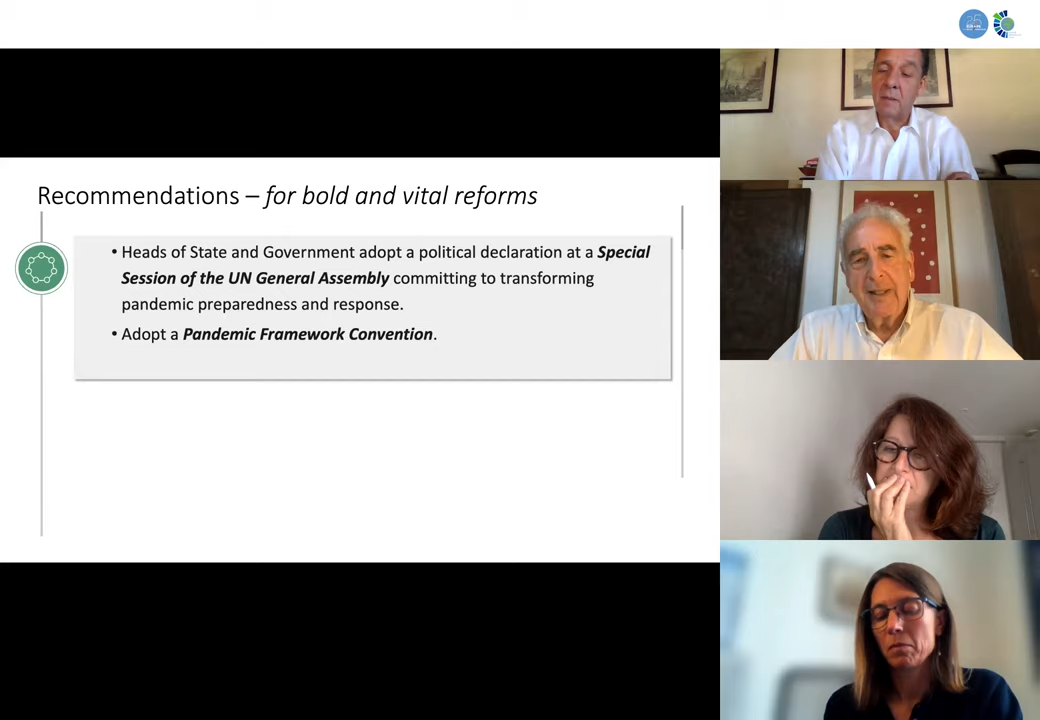 Recommendations – for bold and vital reforms
• Heads of State and Government adopt a political declaration at a Special
Session of the UN General Assembly committing to transforming
pandemic preparedness and response.
• Adopt a Pandemic Framework Convention.